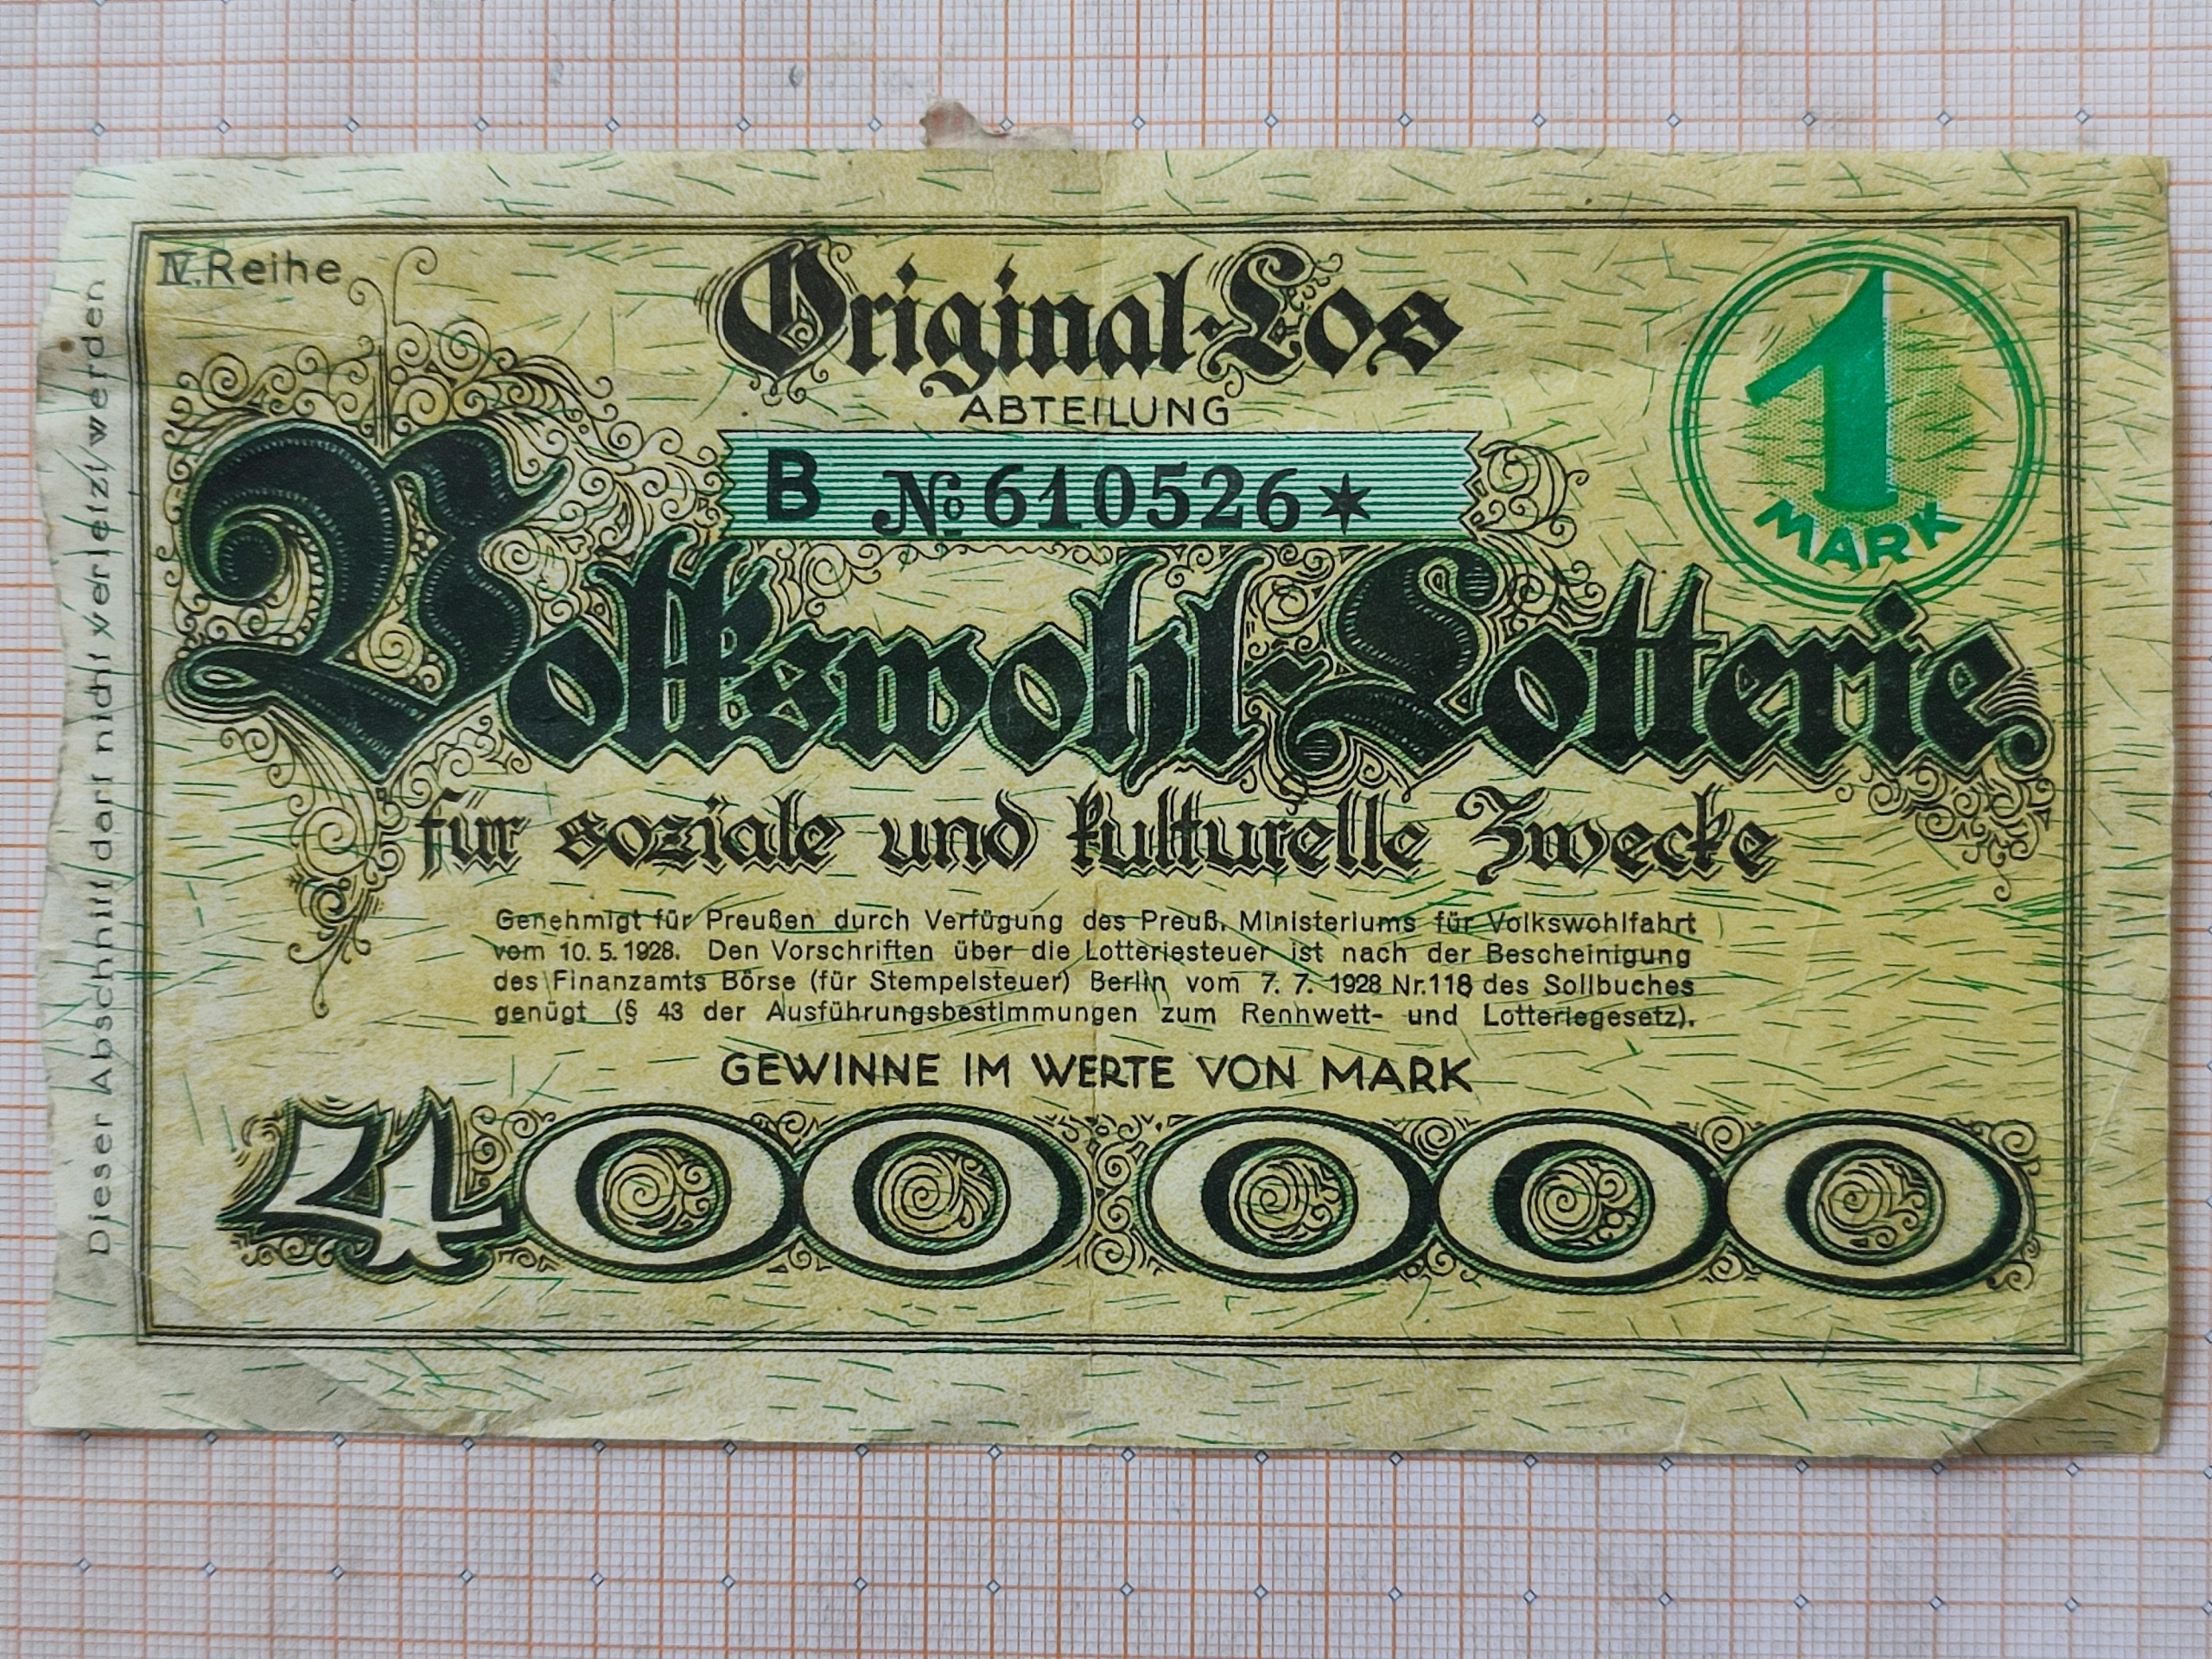 IV. Reihe
Original-Los
ABTEILUNG
B № 610526★
1
MARK
Volkswohl-Lotterie
für soziale und kulturelle Zwecke
Genehmigt für Preußen durch Verfügung des Preuß. Ministeriums für Volkswohlfahrt
vom 10. 5. 1928. Den Vorschriften über die Lotteriesteuer ist nach der Bescheinigung
des Finanzamts Börse (für Stempelsteuer) Berlin vom 7. 7. 1928 Nr. 118 des Sollbuches
genügt (§ 43 der Ausführungsbestimmungen zum Rennwett- und Lotteriegesetz).
GEWINNE IM WERTE VON MARK
400000
Dieser Abschnitt darf nicht verletzt werden